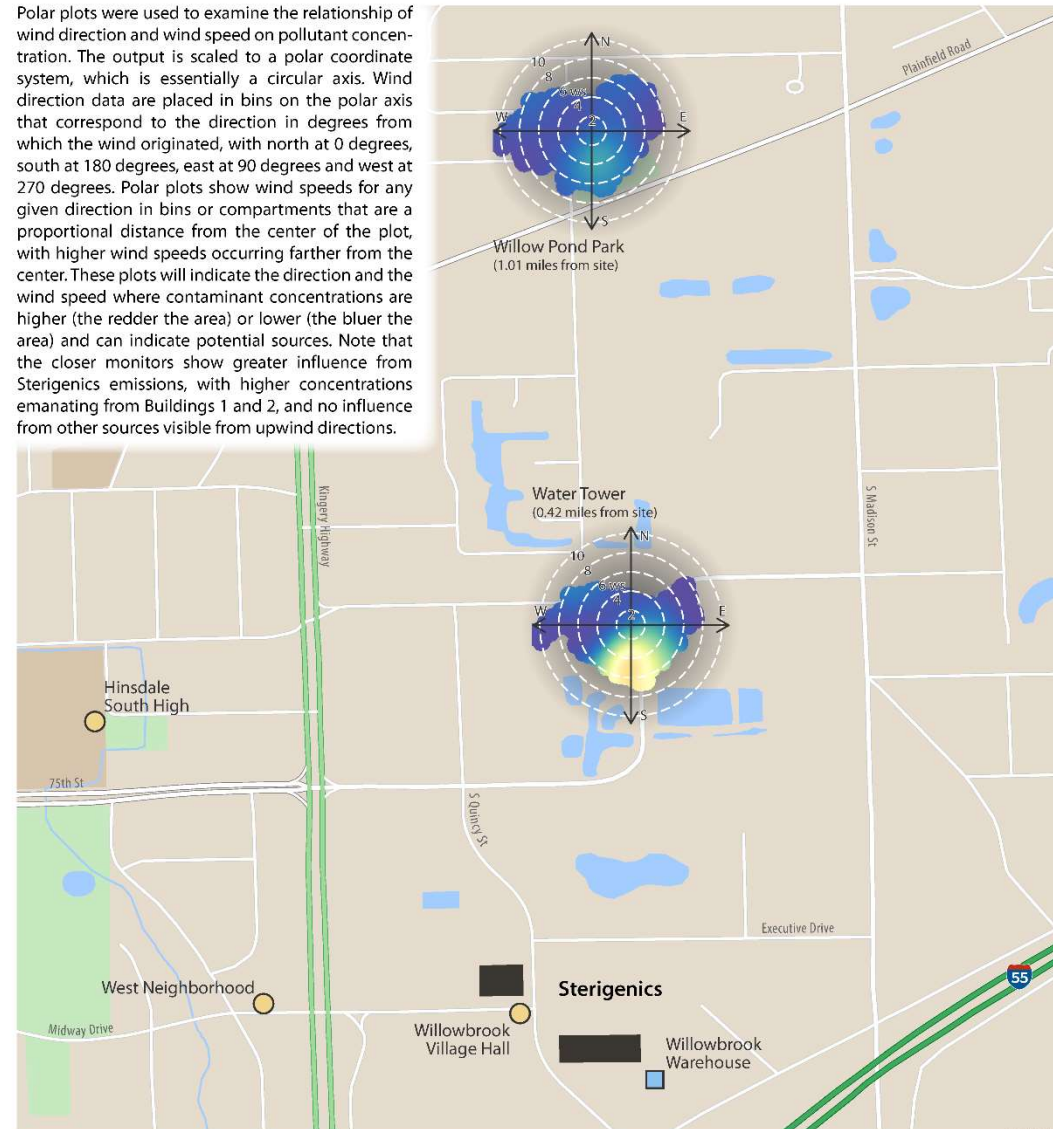 Polar plots were used to examine the relationship of
wind direction and wind speed on pollutant concen-
tration. The output is scaled to a polar coordinate
system, which is essentially a circular axis. Wind
direction data are placed in bins on the polar axis
that correspond to the direction in degrees from
which the wind originated, with north at 0 degrees,
south at 180 degrees, east at 90 degrees and west at
270 degrees. Polar plots show wind speeds for any
given direction in bins or compartments that are a
proportional distance from the center of the plot,
with higher wind speeds occurring farther from the
center. These plots will indicate the direction and the
wind speed where contaminant concentrations are
higher (the redder the area) or lower (the bluer the
area) and can indicate potential sources. Note that
the closer monitors show greater influence from
Sterigenics emissions, with higher concentrations
emanating from Buildings 1 and 2, and no influence
from other sources visible from upwind directions.
N
10
8
6 ws
4
2
W
E
S
Plainfield Road
Willow Pond Park
(1.01 miles from site)
Kingery Highway
S Madison St
Water Tower
(0.42 miles from site)
N
10
8
6 ws
4
2
W
E
S
Hinsdale
South High
75th St
S Quincy St
Executive Drive
55
West Neighborhood
Sterigenics
Midway Drive
Willowbrook
Village Hall
Willowbrook
Warehouse